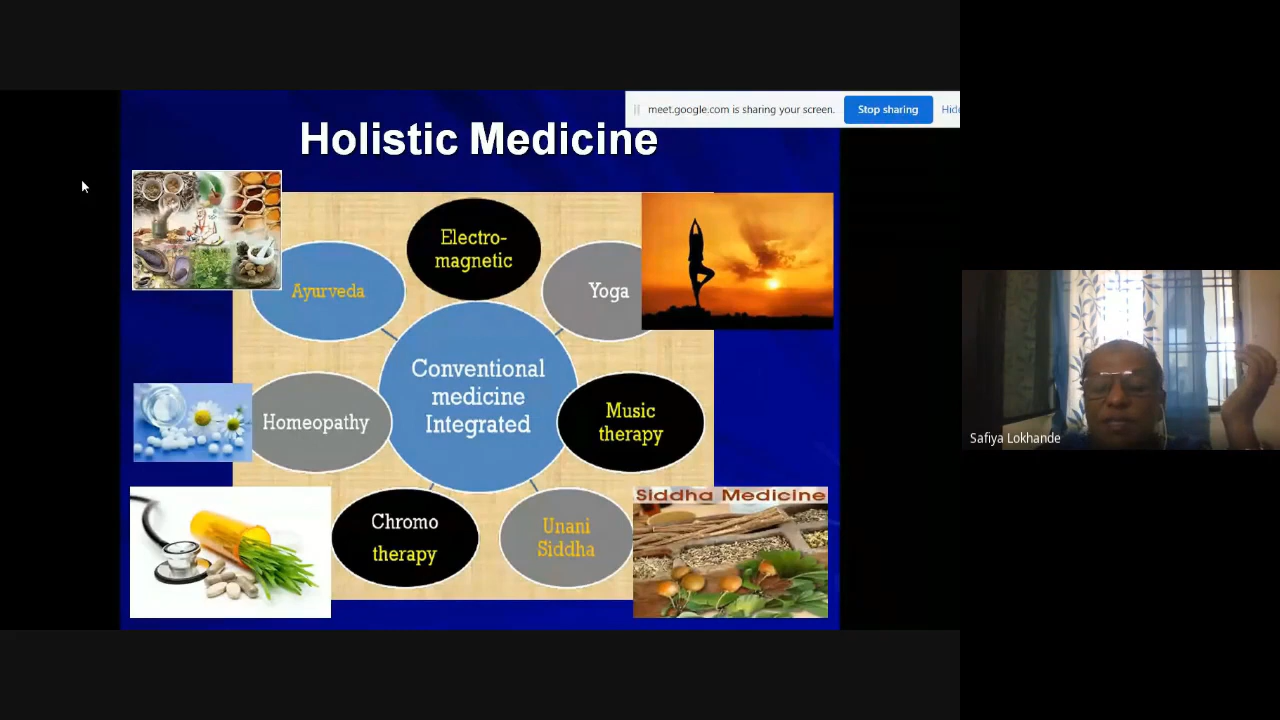 meet.google.com is sharing your screen.
Stop sharing
Hide
Holistic Medicine
Electro-
magnetic
Ayurveda
Yoga
Conventional
medicine
Integrated
Homeopathy
Music
therapy
Chromo
therapy
Unani
Siddha
Siddha Medicine
Safiya Lokhande